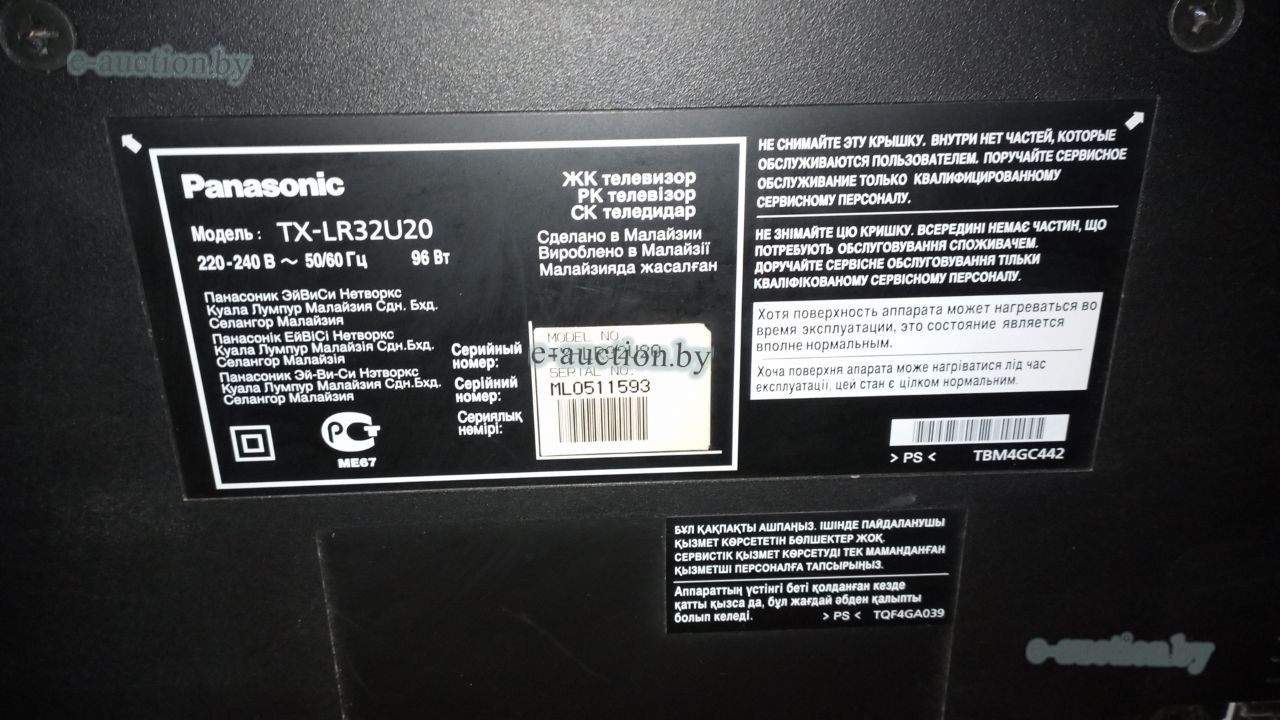 e-auction.by
Panasonic
Модель: TX-LR32U20
220-240 В ~ 50/60 Гц 96 Вт
ЖК телевизор
РК телевізор
СК теледидар
Сделано в Малайзии
Вироблено в Малайзії
Малайзияда жасалған
Панасоник ЭйВиСи Нетворкс
Куала Лумпур Малайзия Сдн. Бхд.
Селангор Малайзия
Панасонік ЕйВІСІ Нетворкс
Куала Лумпур Малайзія Сдн.Бхд.
Селангор Малайзія
Панасоник Эй-Ви-Си Нэтворкс
Куала Лумпур Малайзия Сдн.Бхд.
Селангор Малайзия
Серийный
номер:
Серійний
номер:
Сериялық
нөмірі:
MODEL NO.
e-auction.by
SERIAL NO.
ML0511593
РСТ
ME67
НЕ СНИМАЙТЕ ЭТУ КРЫШКУ. ВНУТРИ НЕТ ЧАСТЕЙ, КОТОРЫЕ
ОБСЛУЖИВАЮТСЯ ПОЛЬЗОВАТЕЛЕМ. ПОРУЧАЙТЕ СЕРВИСНОЕ
ОБСЛУЖИВАНИЕ ТОЛЬКО КВАЛИФИЦИРОВАННОМУ
СЕРВИСНОМУ ПЕРСОНАЛУ.
НЕ ЗНІМАЙТЕ ЦЮ КРИШКУ. ВСЕРЕДИНІ НЕМАЄ ЧАСТИН, ЩО
ПОТРЕБУЮТЬ ОБСЛУГОВУВАННЯ СПОЖИВАЧЕМ.
ДОРУЧАЙТЕ СЕРВІСНЕ ОБСЛУГОВУВАННЯ ТІЛЬКИ
КВАЛІФІКОВАНОМУ СЕРВІСНОМУ ПЕРСОНАЛУ.
Хотя поверхность аппарата может нагреваться во
время эксплуатации, это состояние является
вполне нормальным.
Хоча поверхня апарата може нагріватися під час
експлуатації, цей стан є цілком нормальним.
>PS< TBM4GC442
БҰЛ ҚАҚПАҚТЫ АШПАҢЫЗ. ІШІНДЕ ПАЙДАЛАНУШЫ
ҚЫЗМЕТ КӨРСЕТЕТІН БӨЛШЕКТЕР ЖОҚ.
СЕРВИСТІК ҚЫЗМЕТ КӨРСЕТУДІ ТЕК МАМАНДАНҒАН
ҚЫЗМЕТШІ ПЕРСОНАЛҒА ТАПСЫРЫҢЫЗ.
Аппараттың үстіңгі беті қолданған кезде
қатты қызса да, бұл жағдай әбден қалыпты
болып келеді.
>PS< TQF4GA039
e-auction.by